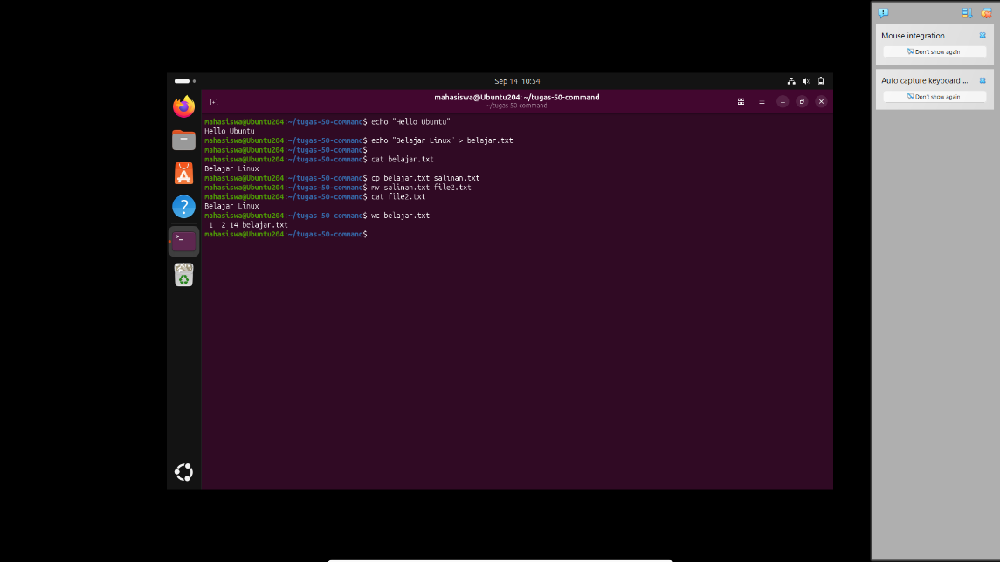 Sep 14 10:54
mahasiswa@Ubuntu204: ~/tugas-50-command
~/tugas-50-command
mahasiswa@Ubuntu204:~/tugas-50-command$ echo "Hello Ubuntu"
Hello Ubuntu
mahasiswa@Ubuntu204:~/tugas-50-command$ echo "Belajar Linux" > belajar.txt
mahasiswa@Ubuntu204:~/tugas-50-command$
mahasiswa@Ubuntu204:~/tugas-50-command$ cat belajar.txt
Belajar Linux
mahasiswa@Ubuntu204:~/tugas-50-command$ cp belajar.txt salinan.txt
mahasiswa@Ubuntu204:~/tugas-50-command$ mv salinan.txt file2.txt
mahasiswa@Ubuntu204:~/tugas-50-command$ cat file2.txt
Belajar Linux
mahasiswa@Ubuntu204:~/tugas-50-command$ wc belajar.txt
 1  2 14 belajar.txt
mahasiswa@Ubuntu204:~/tugas-50-command$
Mouse integration ...
Don't show again
Auto capture keyboard ...
Don't show again